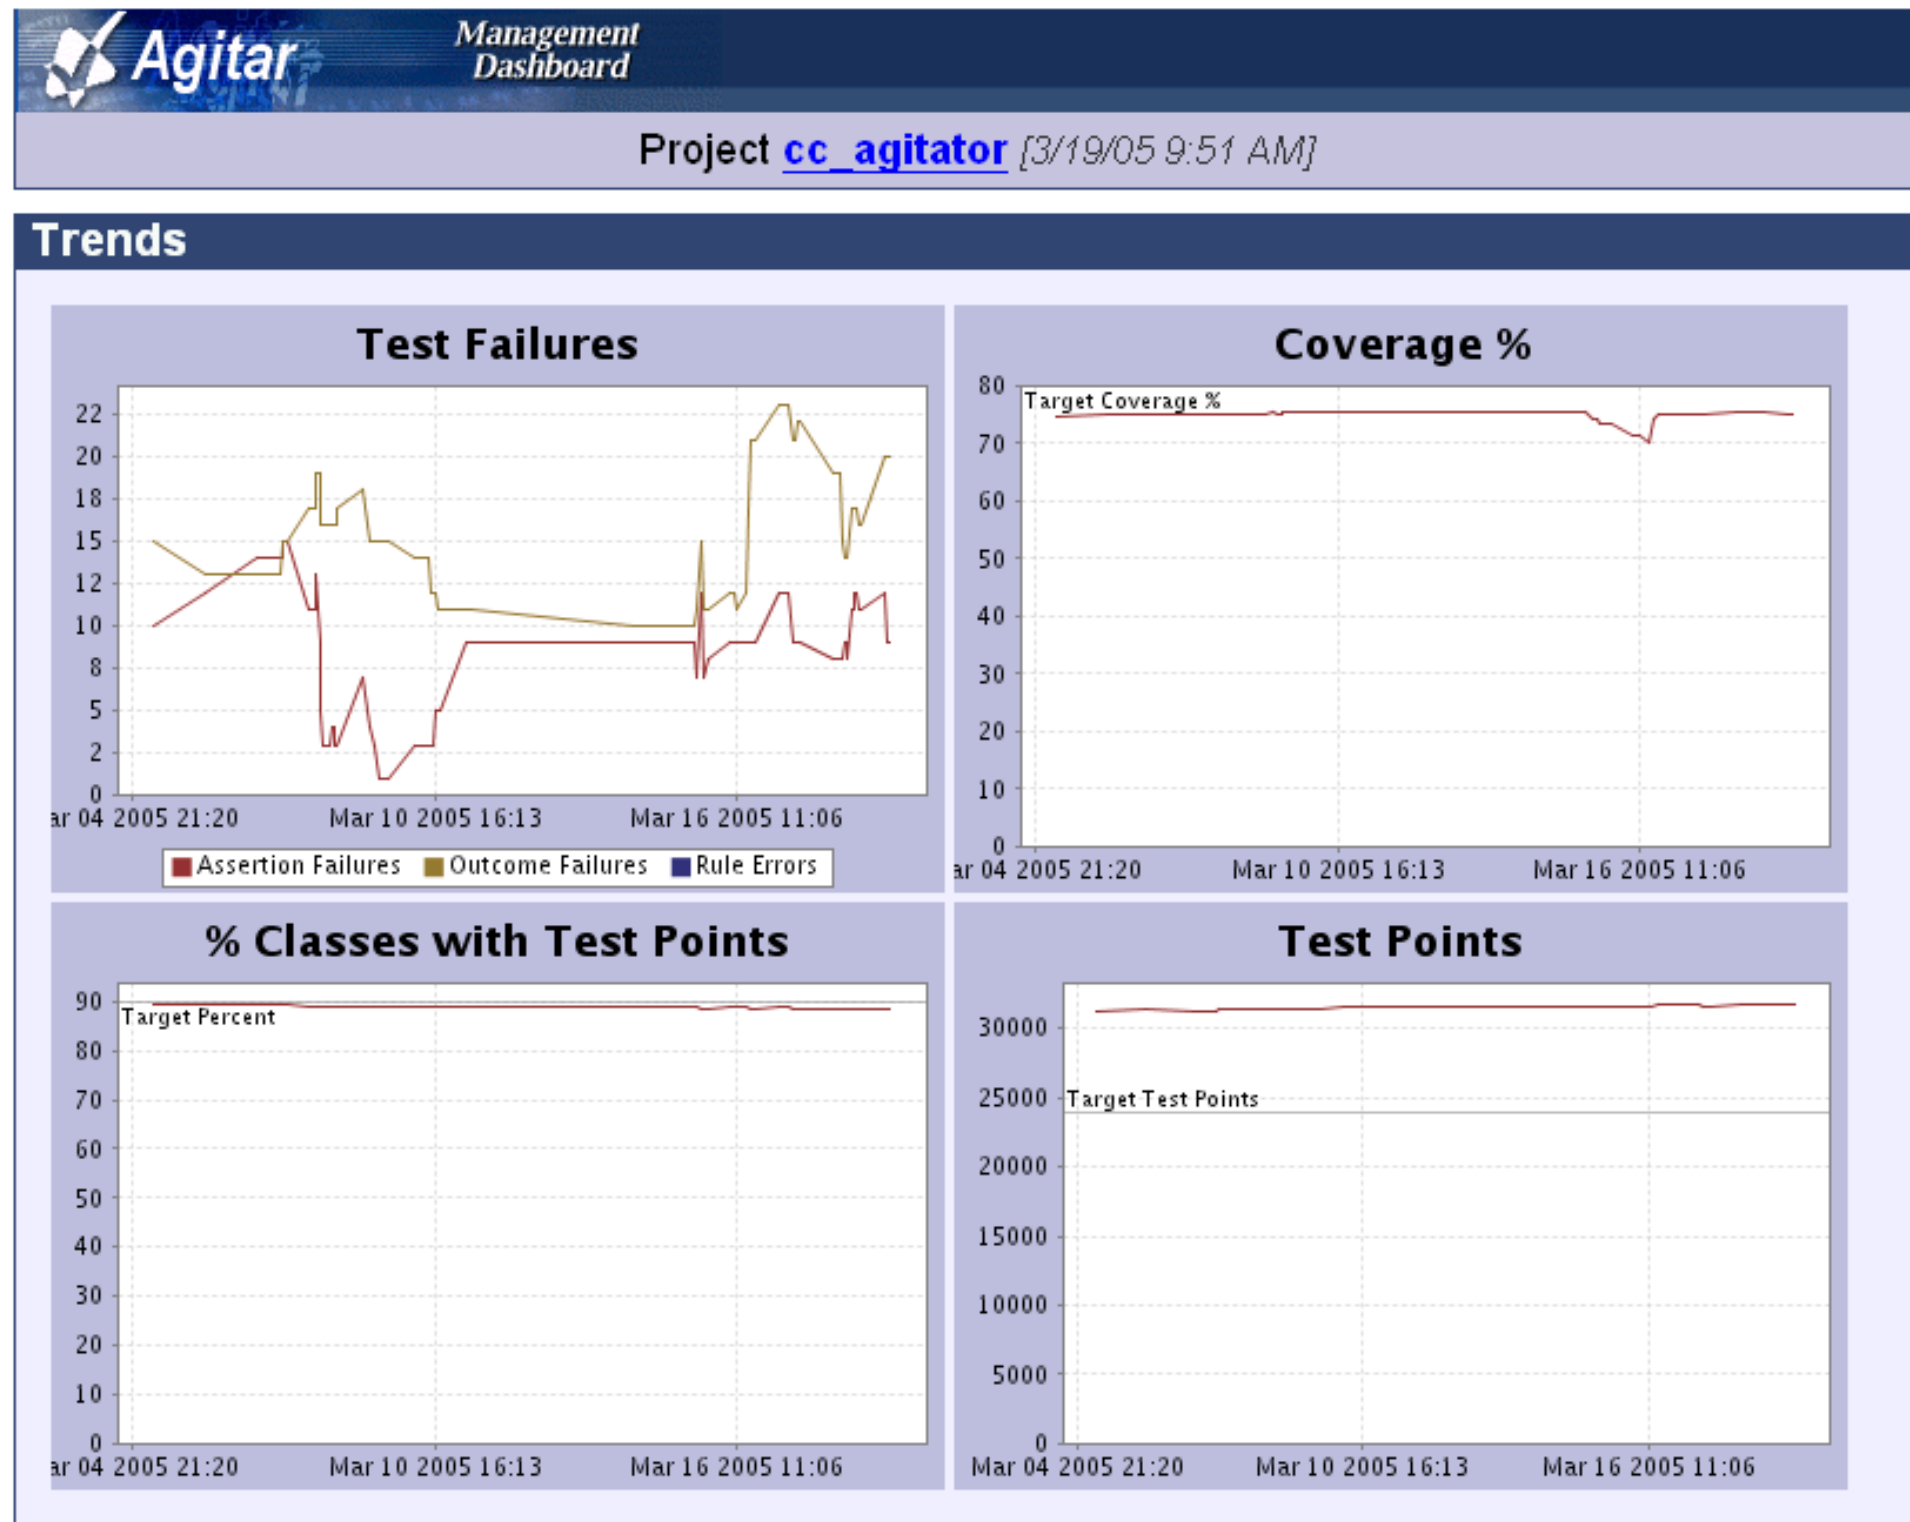 Agitar
Management
Dashboard
Project cc_agitator [3/19/05 9:51 AM]
Trends
Test Failures
22
20
18
15
12
10
8
5
2
0
ar 04 2005 21:20 Mar 10 2005 16:13 Mar 16 2005 11:06
Assertion Failures Outcome Failures Rule Errors
Coverage %
80
Target Coverage %
70
60
50
40
30
20
10
0
ar 04 2005 21:20 Mar 10 2005 16:13 Mar 16 2005 11:06
% Classes with Test Points
90
Target Percent
80
70
60
50
40
30
20
10
0
ar 04 2005 21:20 Mar 10 2005 16:13 Mar 16 2005 11:06
Test Points
30000
25000 Target Test Points
20000
15000
10000
5000
0
Mar 04 2005 21:20 Mar 10 2005 16:13 Mar 16 2005 11:06